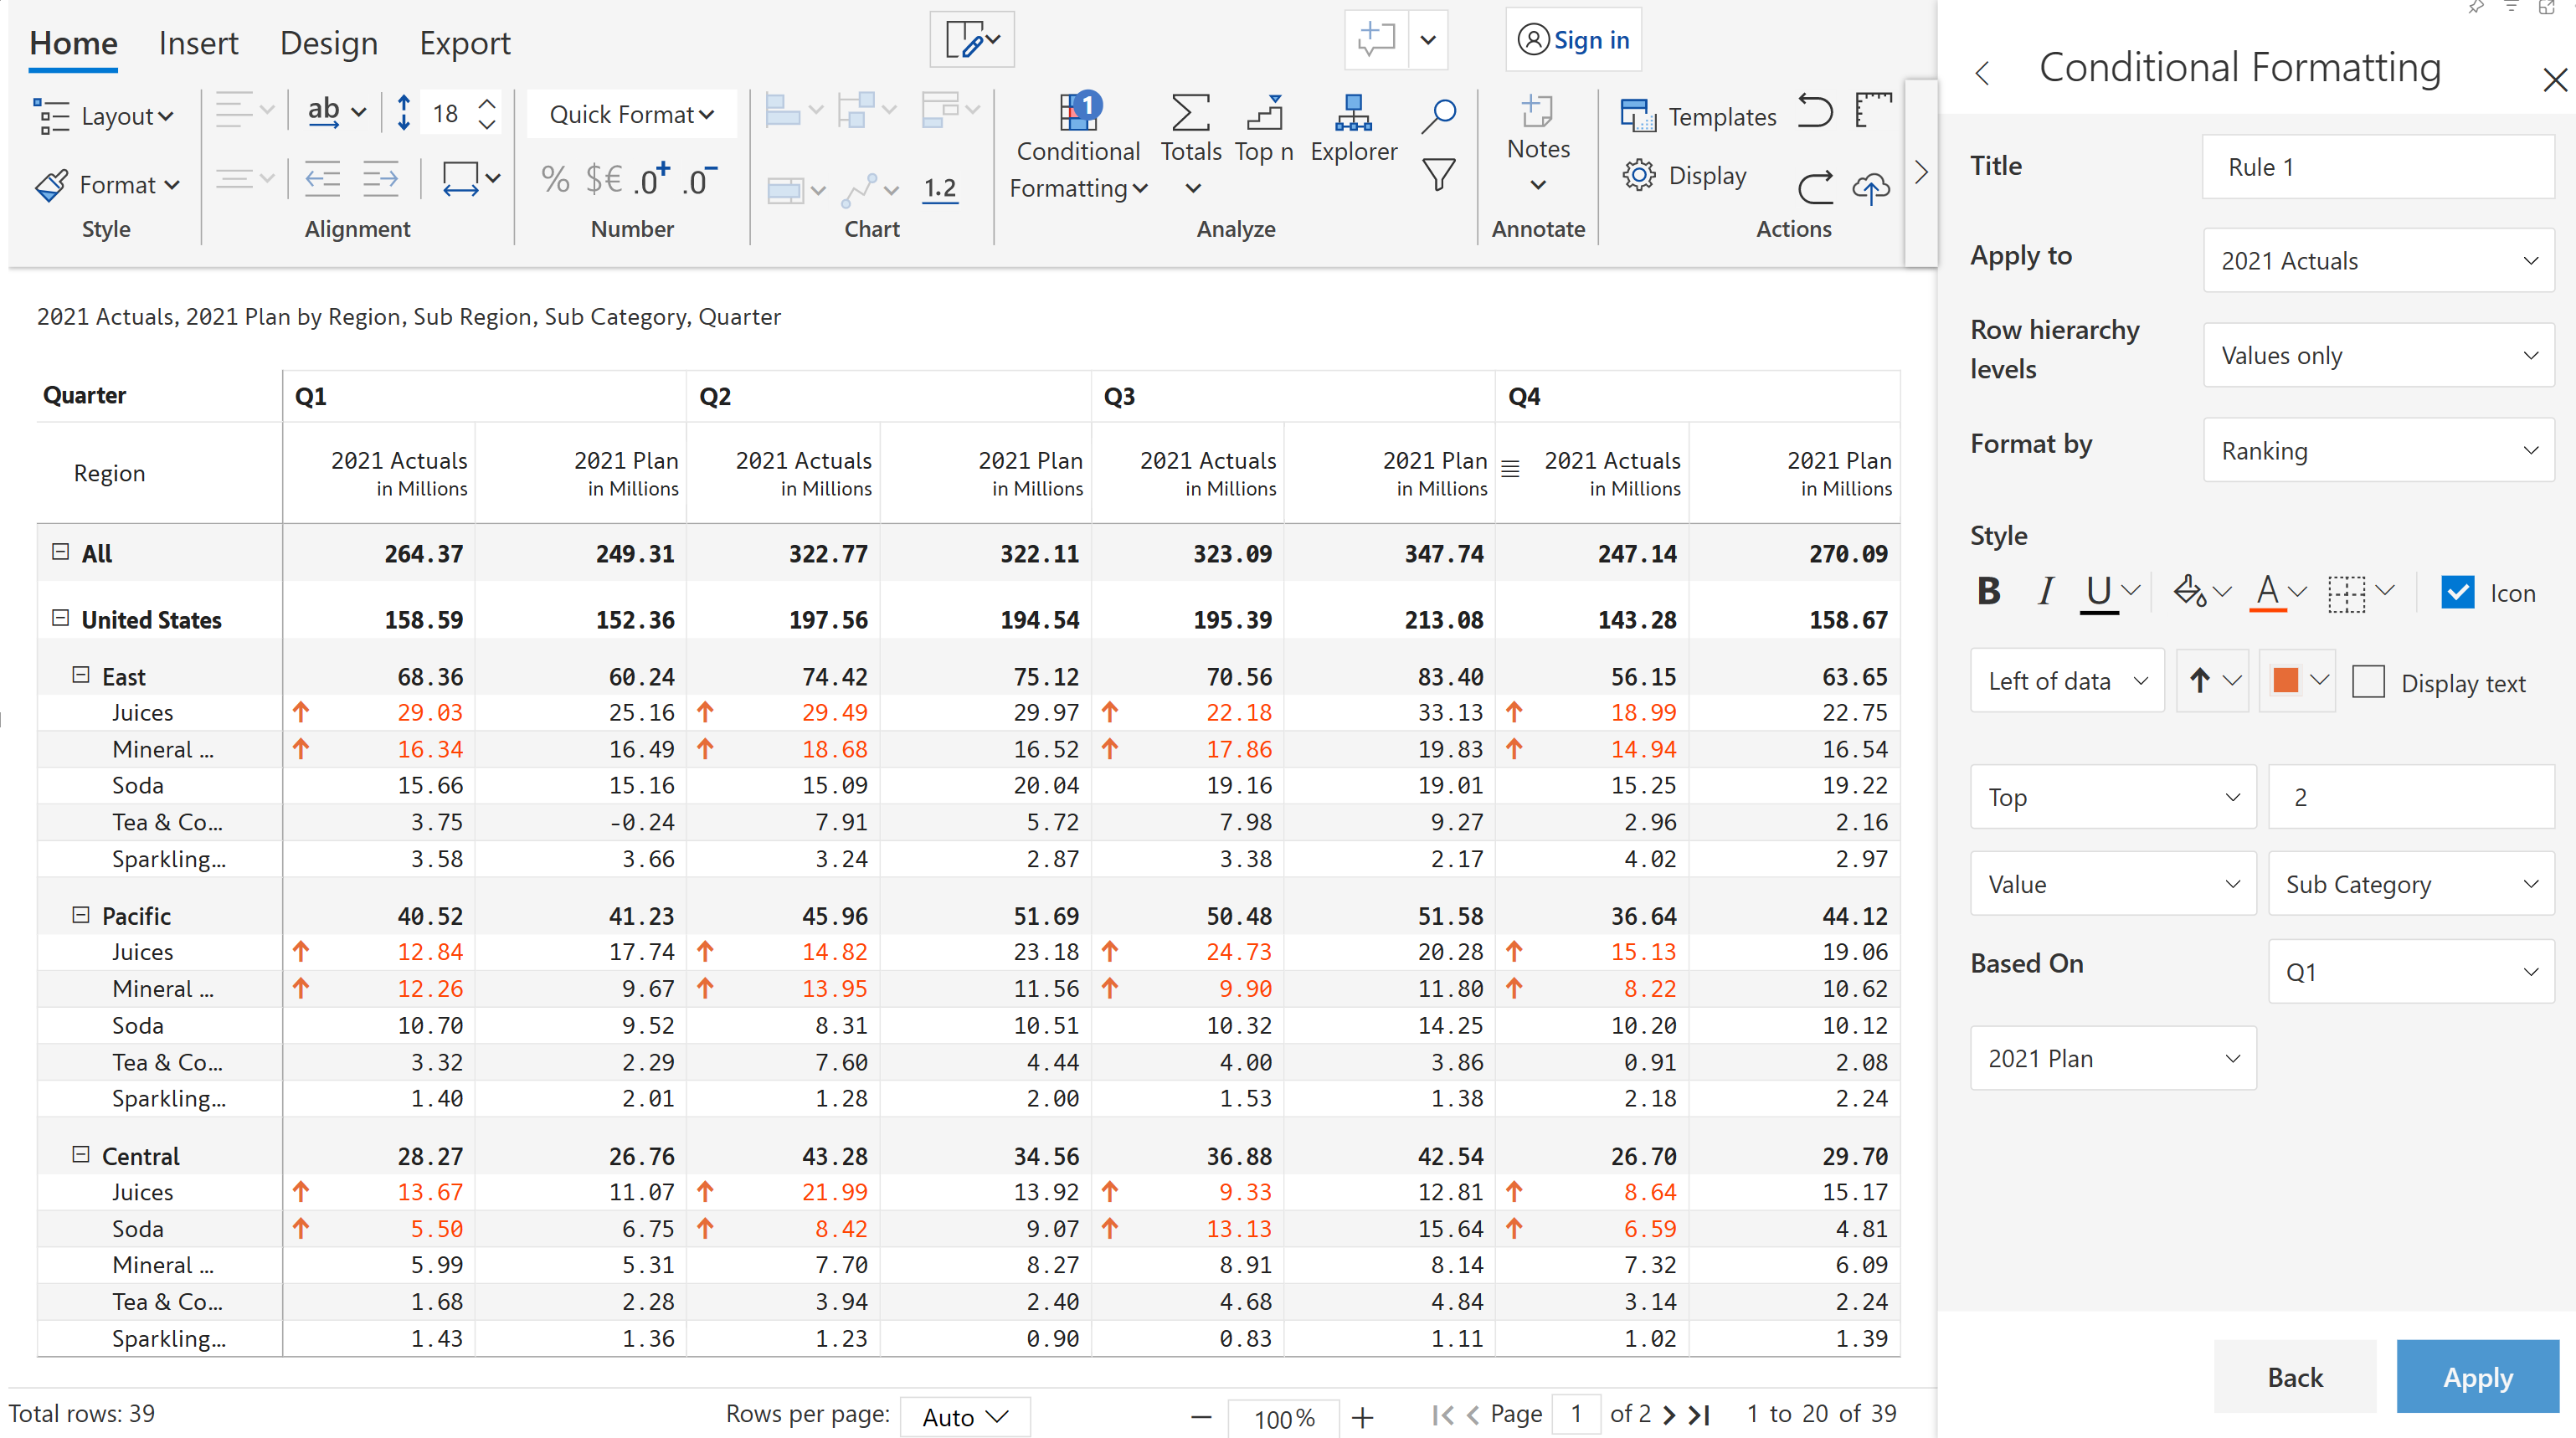 Home Insert Design Export
Sign in
Layout
ab
18
Quick Format
Conditional Formatting
1
Totals
Top n
Explorer
Notes
Templates
Format
% $€ .0+ .0-
1.2
Display
Style
Alignment
Number
Chart
Analyze
Annotate
Actions
2021 Actuals, 2021 Plan by Region, Sub Region, Sub Category, Quarter
Quarter Q1 Q2 Q3 Q4
Region 2021 Actuals in Millions 2021 Plan in Millions 2021 Actuals in Millions 2021 Plan in Millions 2021 Actuals in Millions 2021 Plan in Millions 2021 Actuals in Millions 2021 Plan in Millions
All 264.37 249.31 322.77 322.11 323.09 347.74 247.14 270.09
United States 158.59 152.36 197.56 194.54 195.39 213.08 143.28 158.67
East 68.36 60.24 74.42 75.12 70.56 83.40 56.15 63.65
Juices 29.03 25.16 29.49 29.97 22.18 33.13 18.99 22.75
Mineral ... 16.34 16.49 18.68 16.52 17.86 19.83 14.94 16.54
Soda 15.66 15.16 15.09 20.04 19.16 19.01 15.25 19.22
Tea & Co... 3.75 -0.24 7.91 5.72 7.98 9.27 2.96 2.16
Sparkling... 3.58 3.66 3.24 2.87 3.38 2.17 4.02 2.97
Pacific 40.52 41.23 45.96 51.69 50.48 51.58 36.64 44.12
Juices 12.84 17.74 14.82 23.18 24.73 20.28 15.13 19.06
Mineral ... 12.26 9.67 13.95 11.56 9.90 11.80 8.22 10.62
Soda 10.70 9.52 8.31 10.51 10.32 14.25 10.20 10.12
Tea & Co... 3.32 2.29 7.60 4.44 4.00 3.86 0.91 2.08
Sparkling... 1.40 2.01 1.28 2.00 1.53 1.38 2.18 2.24
Central 28.27 26.76 43.28 34.56 36.88 42.54 26.70 29.70
Juices 13.67 11.07 21.99 13.92 9.33 12.81 8.64 15.17
Soda 5.50 6.75 8.42 9.07 13.13 15.64 6.59 4.81
Mineral ... 5.99 5.31 7.70 8.27 8.91 8.14 7.32 6.09
Tea & Co... 1.68 2.28 3.94 2.40 4.68 4.84 3.14 2.24
Sparkling... 1.43 1.36 1.23 0.90 0.83 1.11 1.02 1.39
Total rows: 39
Rows per page: Auto
100%
Page 1 of 2
1 to 20 of 39
Conditional Formatting
Title Rule 1
Apply to 2021 Actuals
Row hierarchy levels Values only
Format by Ranking
Style
B I U A Icon
Left of data Display text
Top 2
Value Sub Category
Based On Q1
2021 Plan
Back Apply